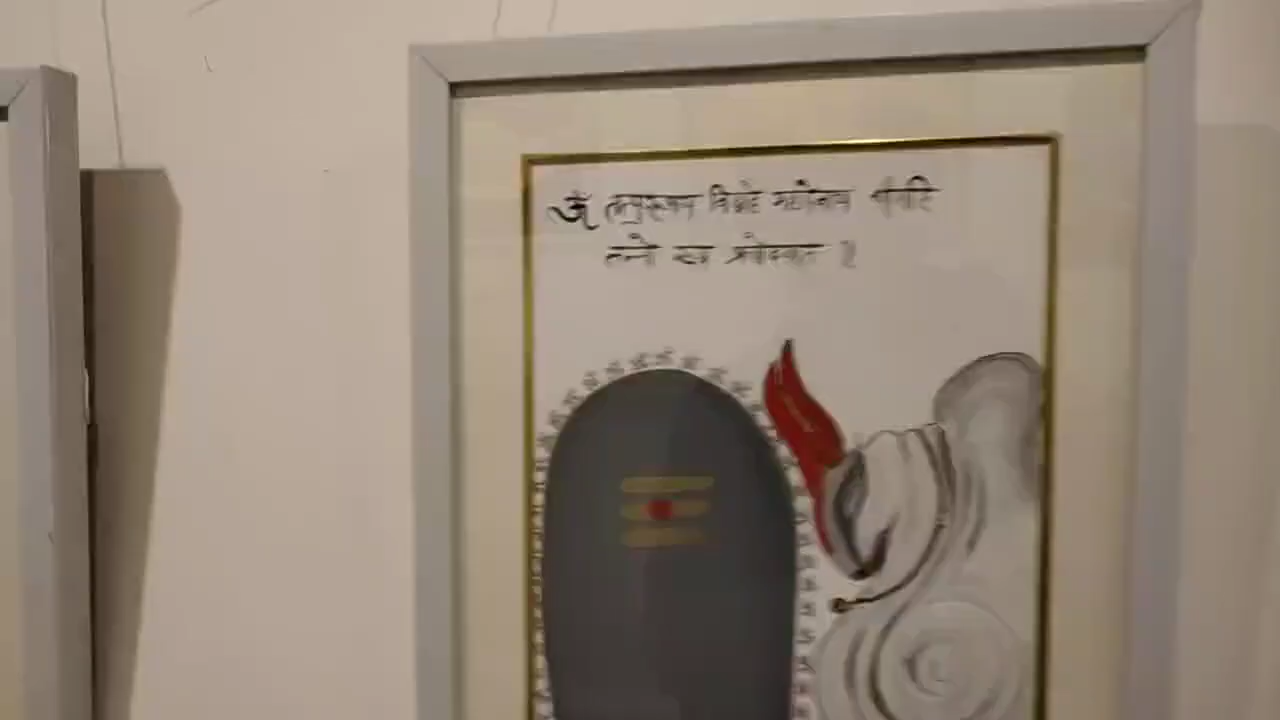 ॐ तत्पुरुषाय विद्महे महादेवाय धीमहि
तन्नो रुद्र प्रचोदयात ।